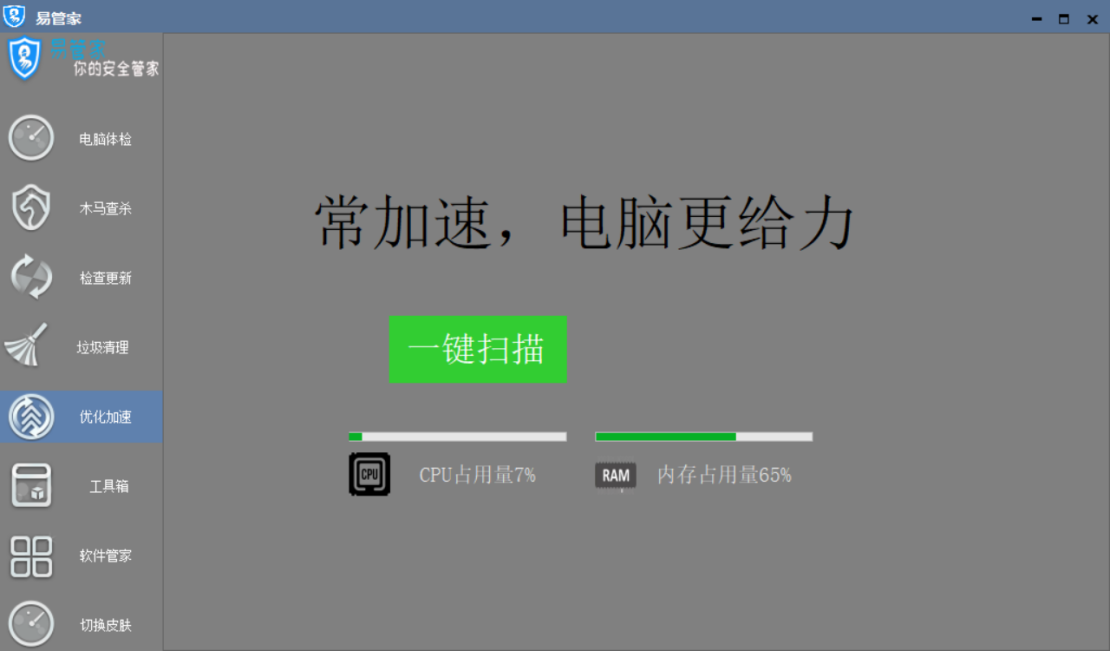 易管家
易管家
你的安全管家
电脑体检
木马查杀
检查更新
垃圾清理
优化加速
工具箱
软件管家
切换皮肤
常加速，电脑更给力
一键扫描
CPU
CPU占用量7%
RAM
内存占用量65%